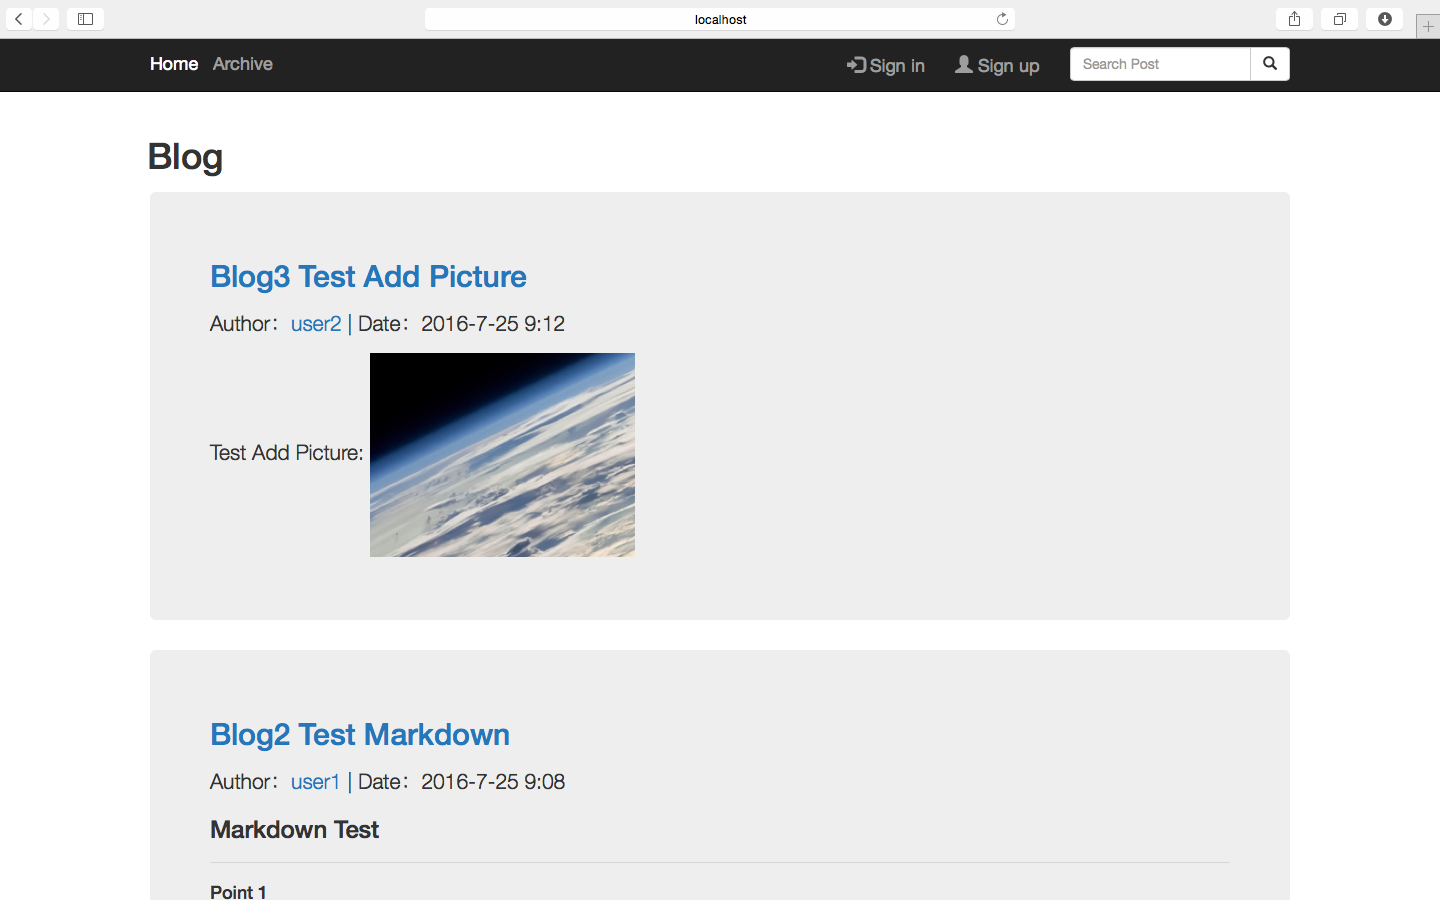 localhost
Home Archive Sign in Sign up Search Post
Blog
Blog3 Test Add Picture
Author： user2 | Date： 2016-7-25 9:12
Test Add Picture:
Blog2 Test Markdown
Author： user1 | Date： 2016-7-25 9:08
Markdown Test
Point 1